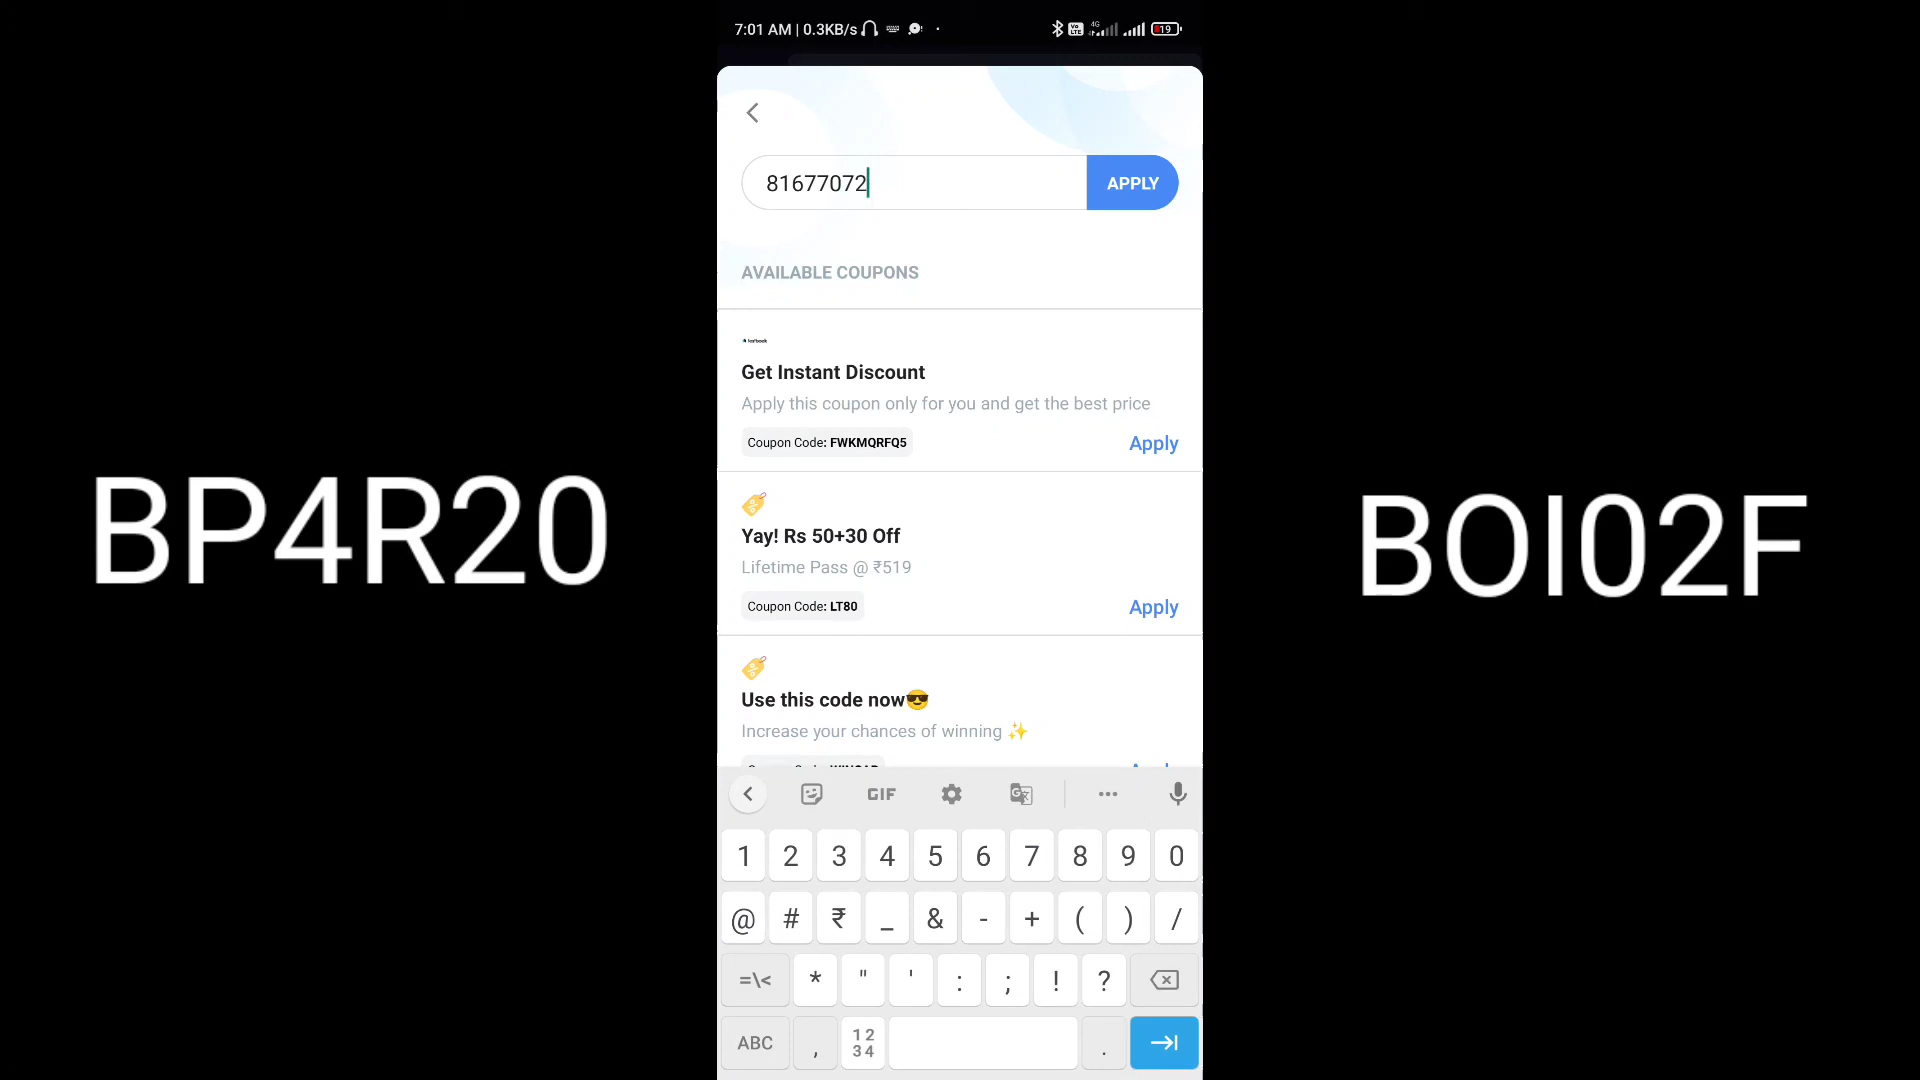 7:01 AM | 0.3KB/s
4G
19
81677072
APPLY
AVAILABLE COUPONS
Get Instant Discount
Apply this coupon only for you and get the best price
Coupon Code: FWKMQRFQ5
Apply
Yay! Rs 50+30 Off
Lifetime Pass @ ₹519
Coupon Code: LT80
Apply
Use this code now😎
Increase your chances of winning ✨
BP4R20
BOI02F
GIF
1 2 3 4 5 6 7 8 9 0
@ # ₹ _ & - + ( ) /
=\< * " ' : ; ! ?
ABC , 12 34 .